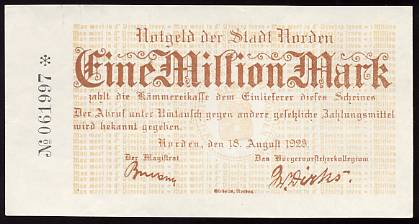 Notgeld der Stadt Norden
Eine Million Mark
zahlt die Kämmereikasse dem Einlieferer dieses Scheines
Der Abruf unter Umtausch gegen andere gesetzliche Zahlungsmittel
wird bekannt gegeben.
Norden, den 18. August 1923
Der Magistrat Das Bürgervorsteherkollegium
№ 061997 *